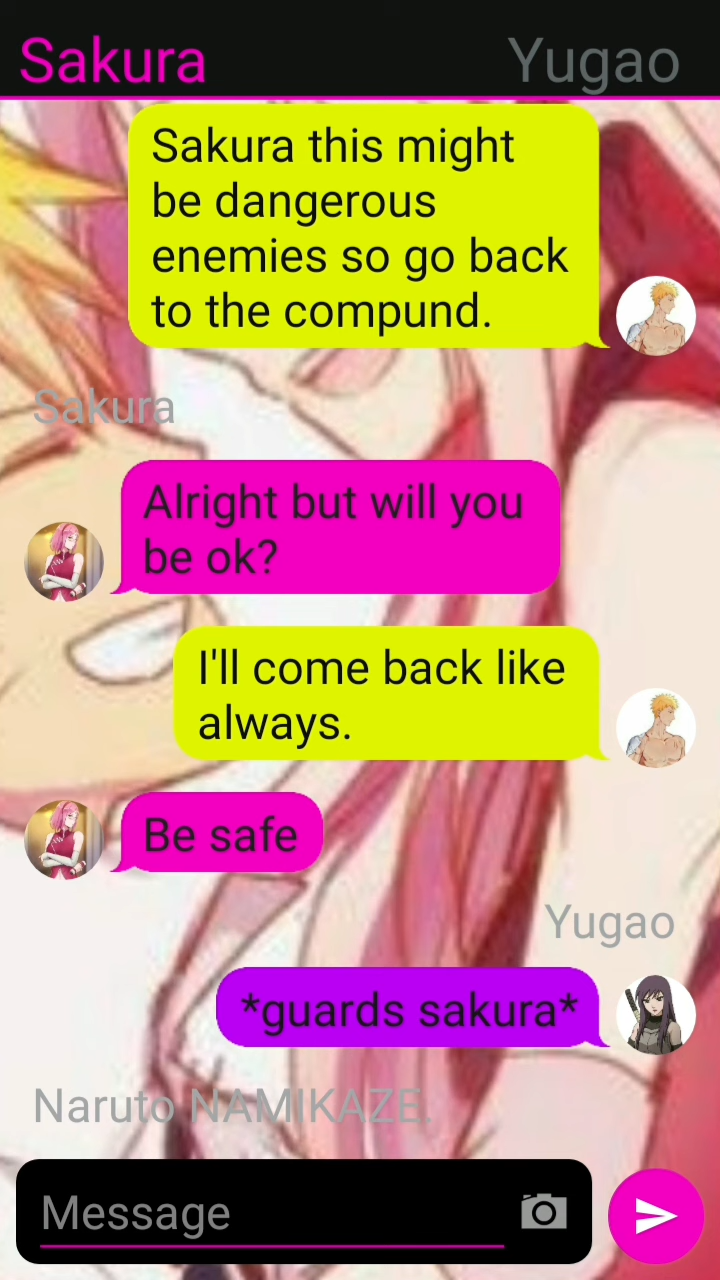 Sakura Yugao
Sakura this might
be dangerous
enemies so go back
to the compund.
Sakura
Alright but will you
be ok?
I'll come back like
always.
Be safe
Yugao
*guards sakura*
Naruto NAMIKAZE.
Message